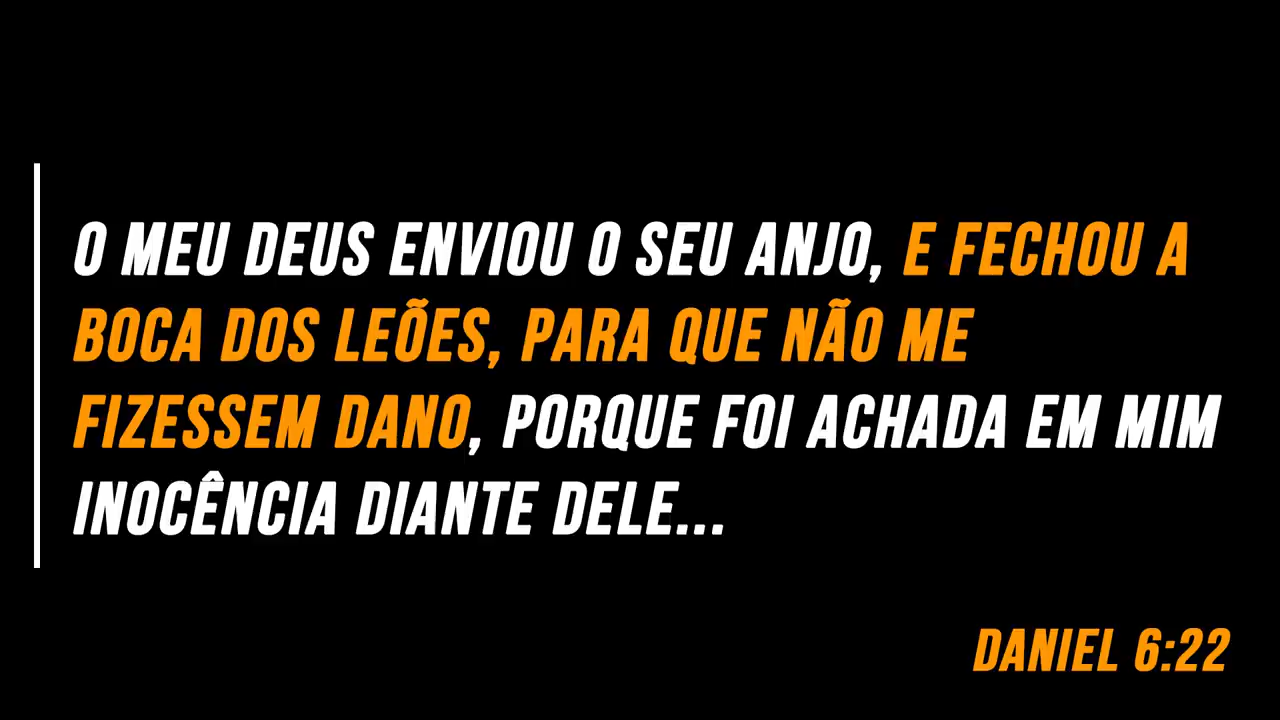 O MEU DEUS ENVIOU O SEU ANJO, E FECHOU A
BOCA DOS LEÕES, PARA QUE NÃO ME
FIZESSEM DANO, PORQUE FOI ACHADA EM MIM
INOCÊNCIA DIANTE DELE...
DANIEL 6:22